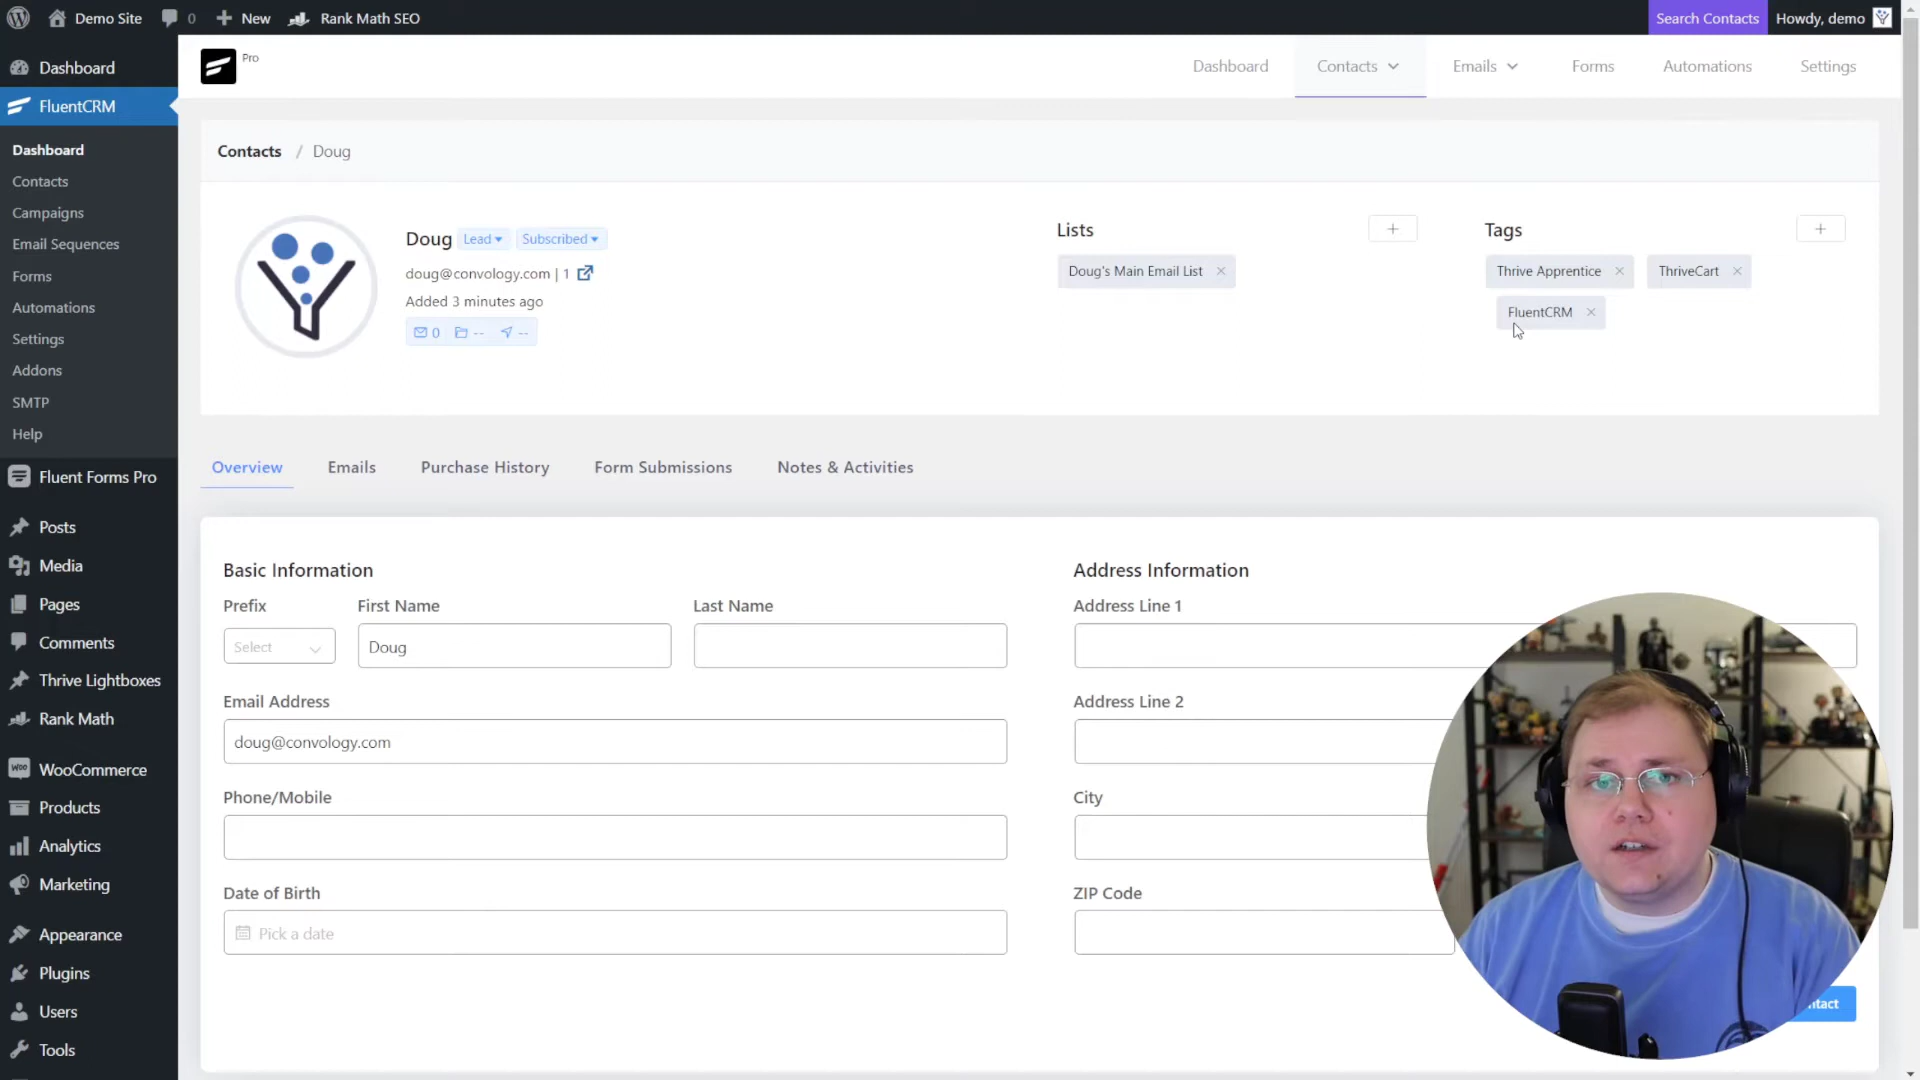 Demo Site 0 New Rank Math SEO Search Contacts Howdy, demo
Dashboard
FluentCRM
Dashboard
Contacts
Campaigns
Email Sequences
Forms
Automations
Settings
Addons
SMTP
Help
Fluent Forms Pro
Posts
Media
Pages
Comments
Thrive Lightboxes
Rank Math
WooCommerce
Products
Analytics
Marketing
Appearance
Plugins
Users
Tools
Pro
Dashboard Contacts Emails Forms Automations Settings
Contacts / Doug
Doug Lead Subscribed
doug@convology.com | 1
Added 3 minutes ago
0 -- --
Lists +
Doug's Main Email List ×
Tags +
Thrive Apprentice × ThriveCart ×
FluentCRM ×
Overview Emails Purchase History Form Submissions Notes & Activities
Basic Information
Prefix First Name Last Name
Select Doug
Email Address
doug@convology.com
Phone/Mobile
Date of Birth
Pick a date
Address Information
Address Line 1
Address Line 2
City
ZIP Code